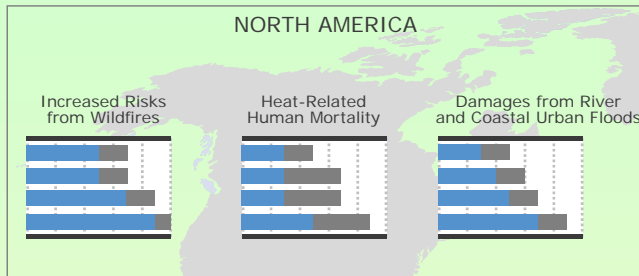 NORTH AMERICA
Increased Risks
from Wildfires
Heat-Related
Human Mortality
Damages from River
and Coastal Urban Floods